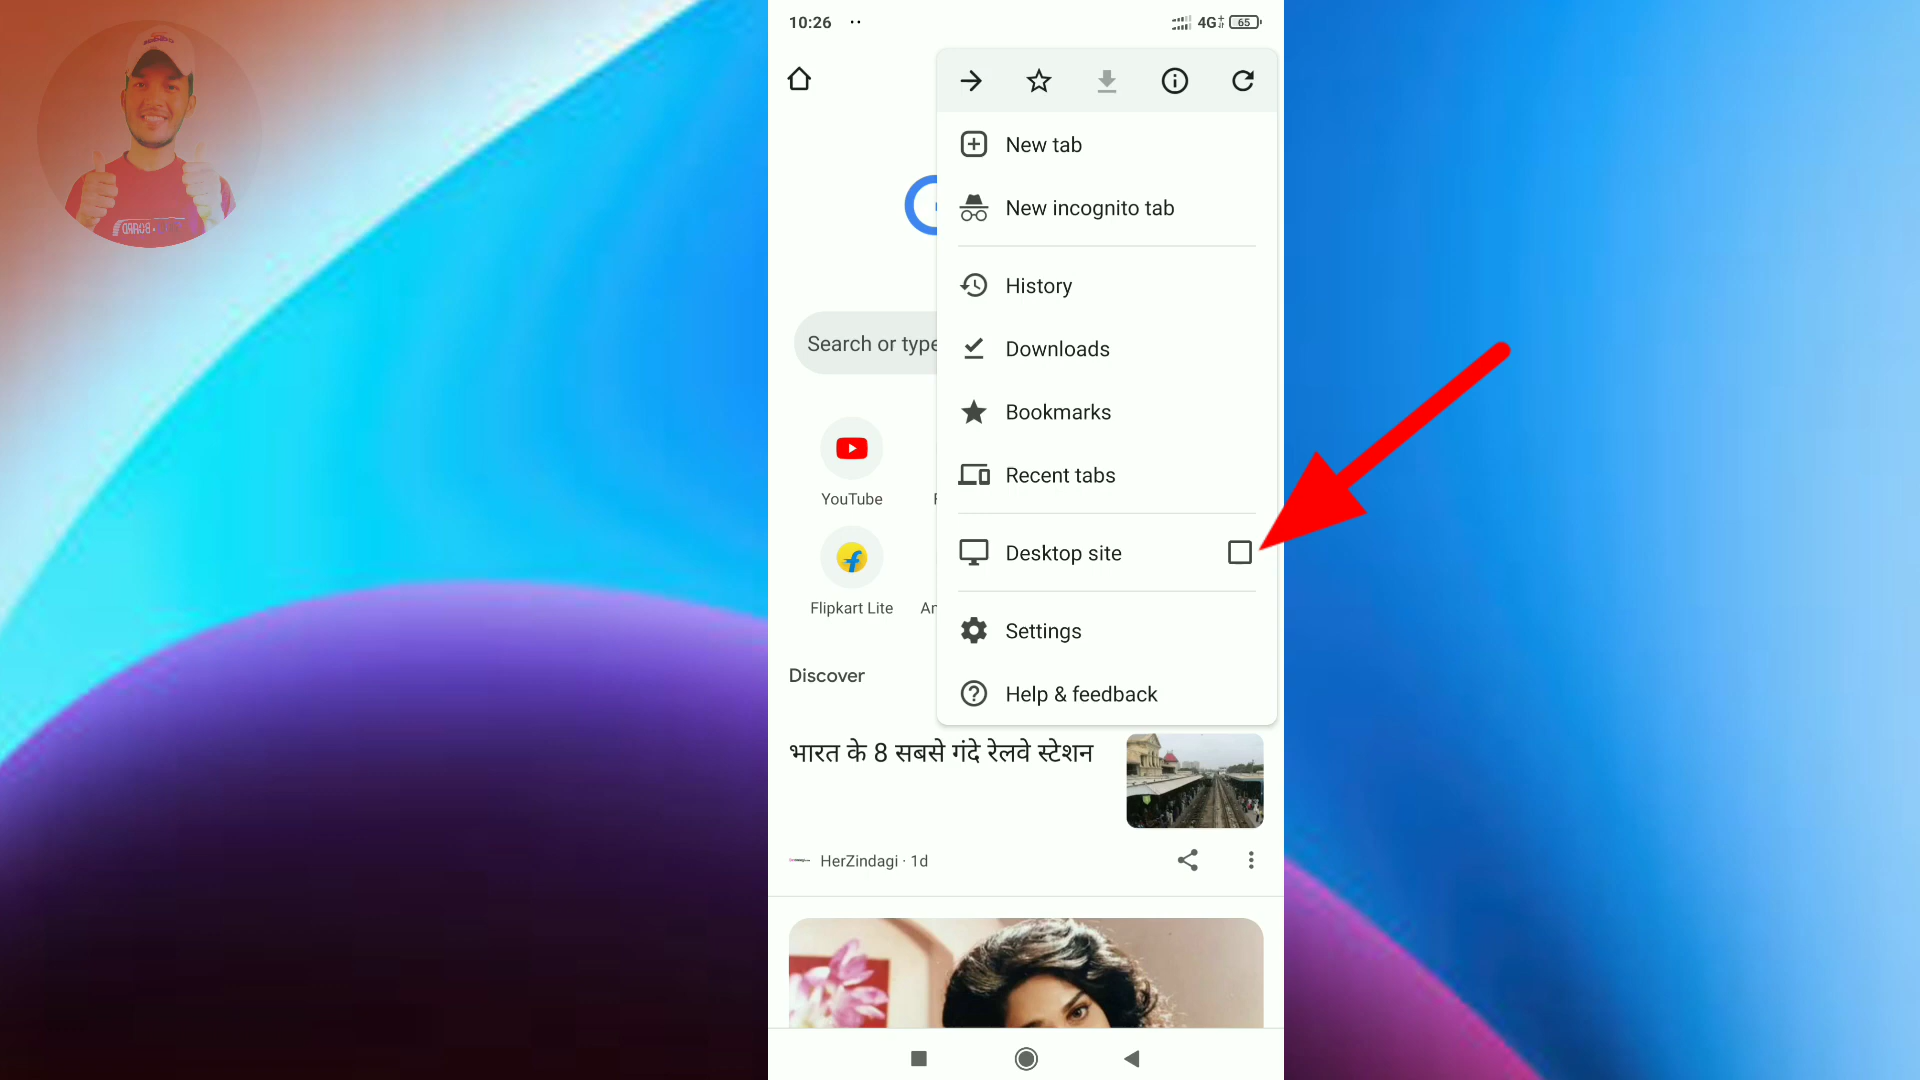 10:26
4G+
65
New tab
New incognito tab
History
Downloads
Search or type
Bookmarks
Recent tabs
YouTube
Desktop site
Flipkart Lite
Settings
Discover
Help & feedback
भारत के 8 सबसे गंदे रेलवे स्टेशन
HerZindagi · 1d